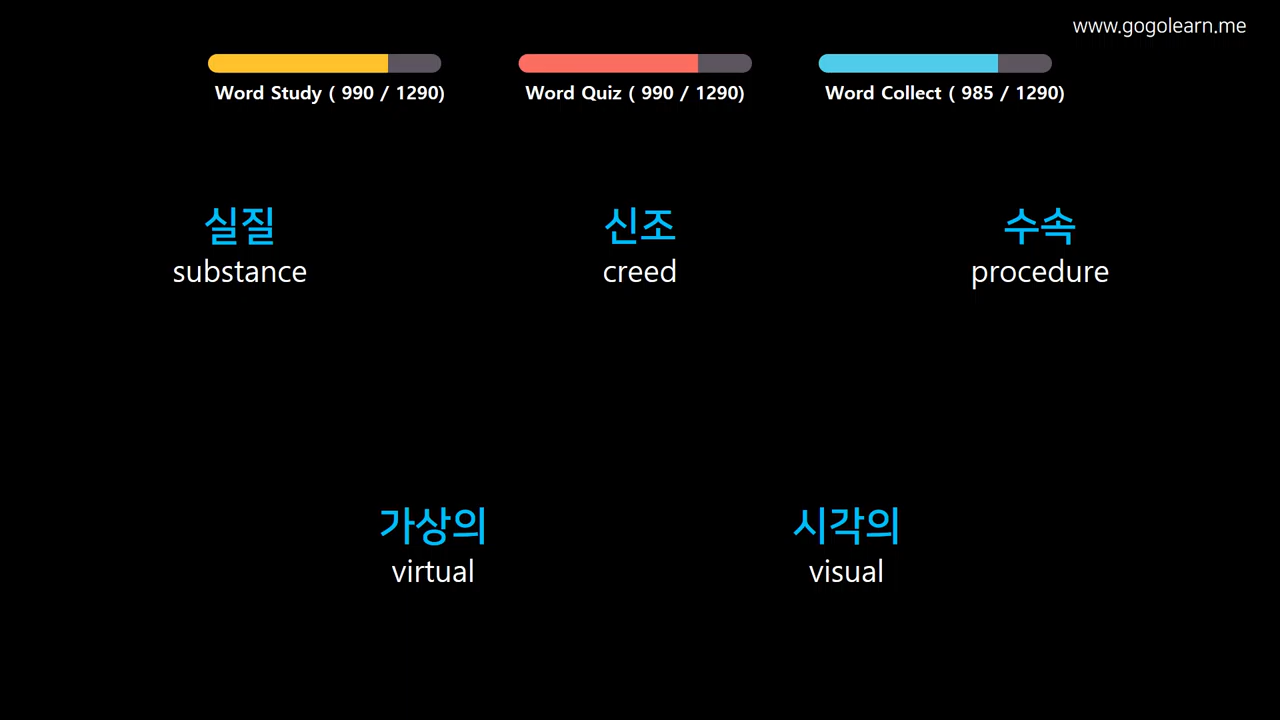 www.gogolearn.me
Word Study ( 990 / 1290)
Word Quiz ( 990 / 1290)
Word Collect ( 985 / 1290)
실질
substance
신조
creed
수속
procedure
가상의
virtual
시각의
visual